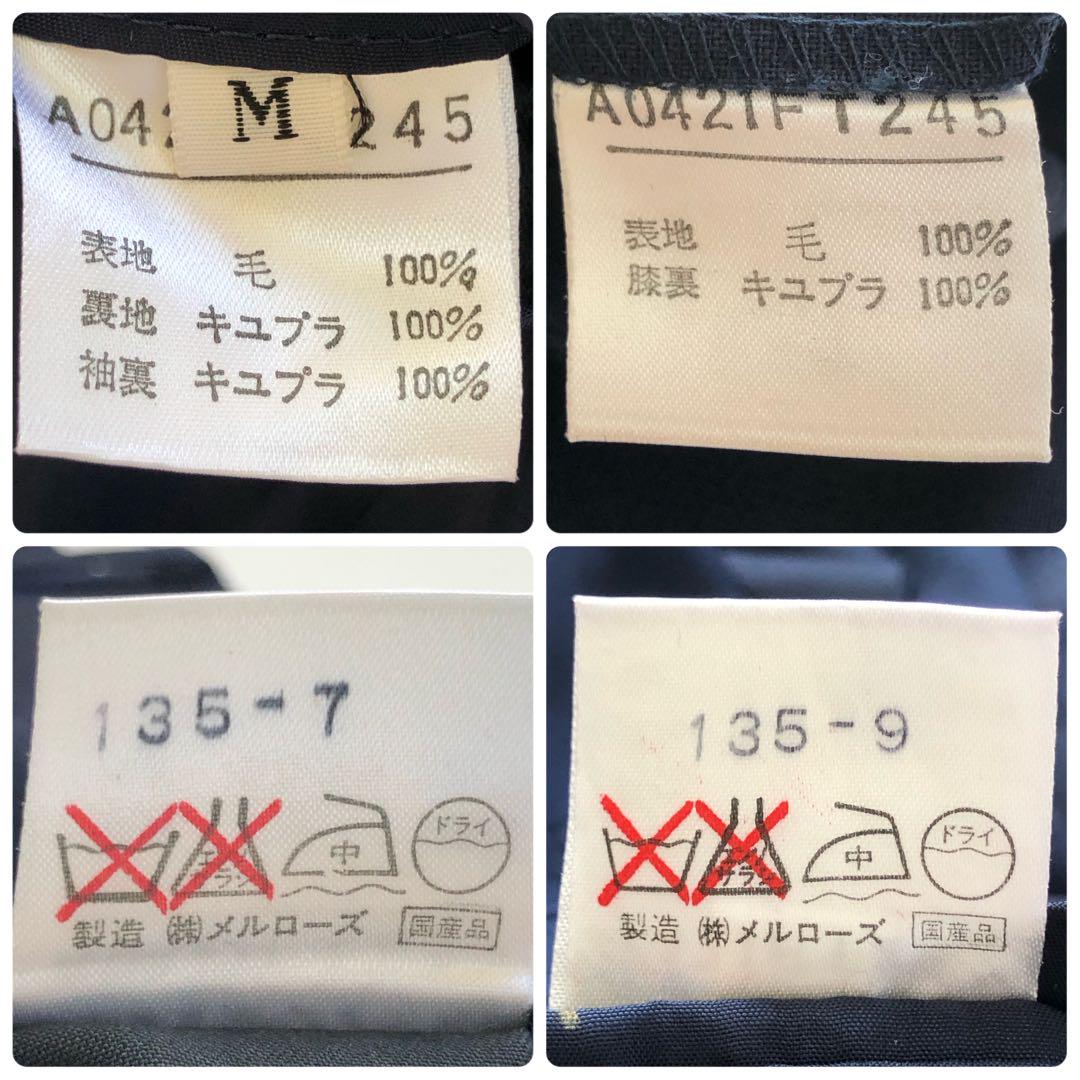 M
A042 245
表地 毛 100%
裏地 キユプラ 100%
袖裏 キユプラ 100%
A0421FT245
表地 毛 100%
膝裏 キユプラ 100%
135-7
中 ドライ
製造 ㈱メルローズ 国産品
135-9
中 ドライ
製造 ㈱メルローズ 国産品